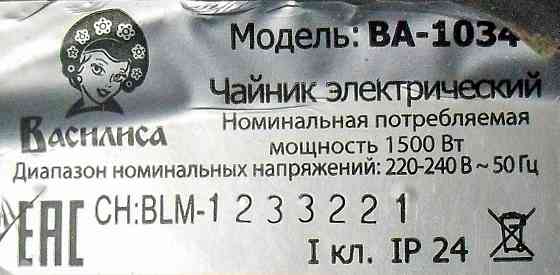 Модель: ВА-1034
Чайник электрический
Василиса
Номинальная потребляемая
мощность 1500 Вт
Диапазон номинальных напряжений: 220-240 В ~ 50 Гц
EAC CH:BLM-1 2 3 3 2 2 1
I кл. IP 24